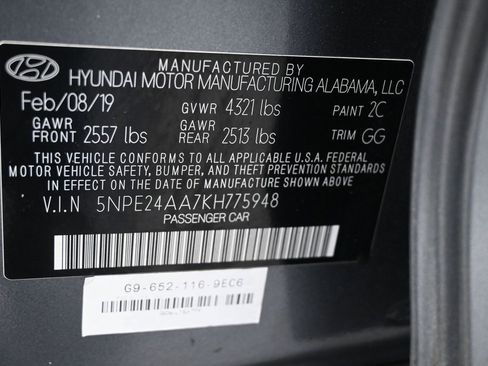 MANUFACTURED BY
HYUNDAI MOTOR MANUFACTURING ALABAMA, LLC
Feb/08/19 GVWR 4321 lbs PAINT 2C
GAWR FRONT 2557 lbs GAWR REAR 2513 lbs TRIM GG
THIS VEHICLE CONFORMS TO ALL APPLICABLE U.S.A. FEDERAL
MOTOR VEHICLE SAFETY, BUMPER, AND THEFT PREVENTION STANDARDS
IN EFFECT ON THE DATE OF MANUFACTURE SHOWN ABOVE.
V.I.N 5NPE24AA7KH775948
PASSENGER CAR
G9-652-116-9EC6